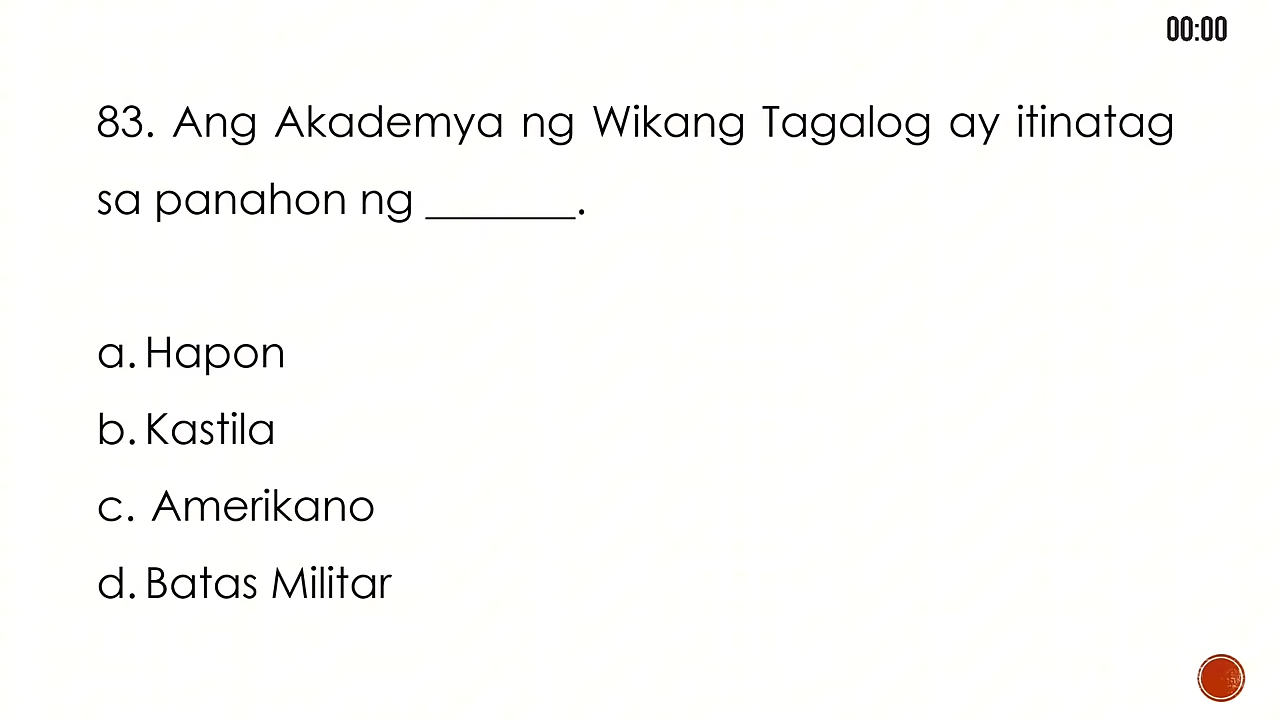 00:00
83. Ang Akademya ng Wikang Tagalog ay itinatag
sa panahon ng _______.
a. Hapon
b. Kastila
c. Amerikano
d. Batas Militar